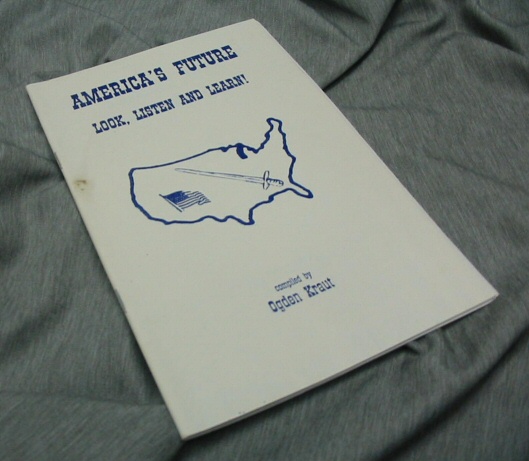 AMERICA'S FUTURE
LOOK, LISTEN AND LEARN!
compiled by
Ogden Kraut